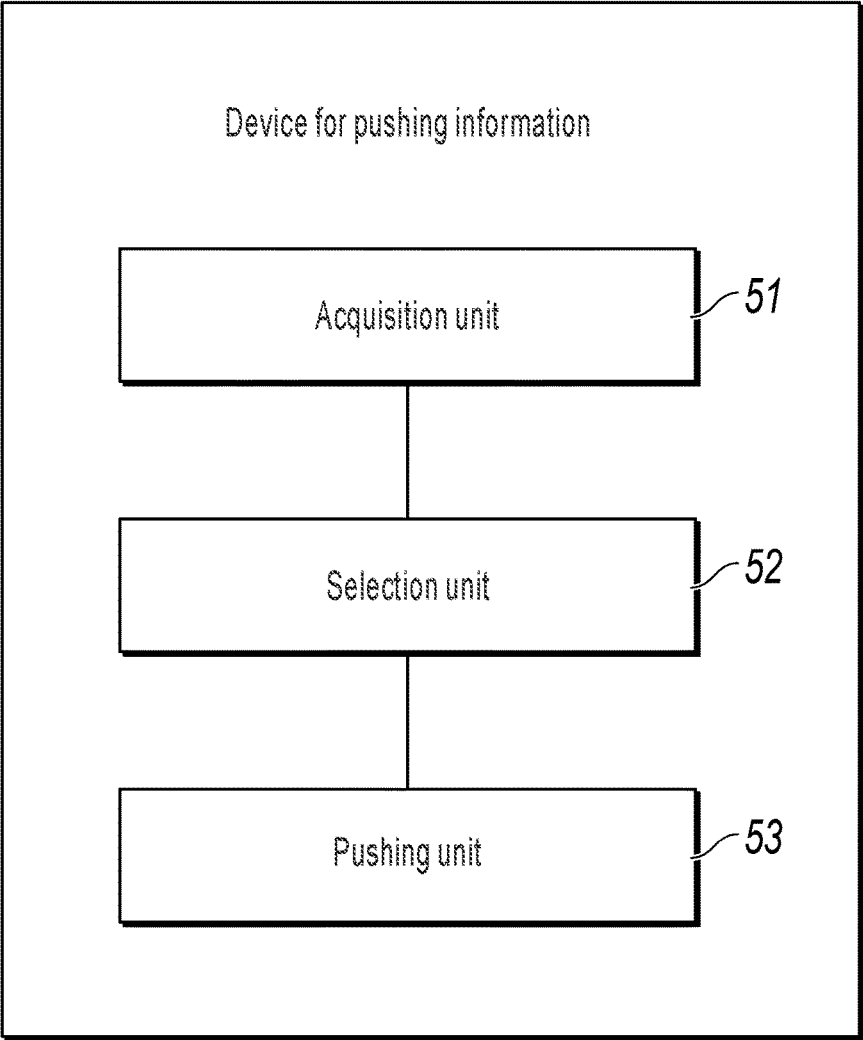 Device for pushing information
Acquisition unit
51
Selection unit
52
Pushing unit
53